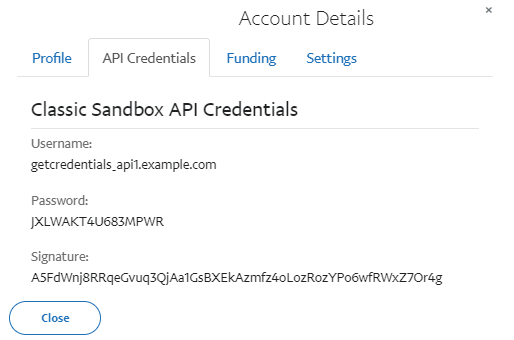 Account Details
×
Profile
API Credentials
Funding
Settings
Classic Sandbox API Credentials
Username:
getcredentials_api1.example.com
Password:
JXLWAKT4U683MPWR
Signature:
A5FdWnj8RRqeGvuq3QjAa1GsBXEkAzmfz4oLozRozYPo6wfRWxZ7Or4g
Close